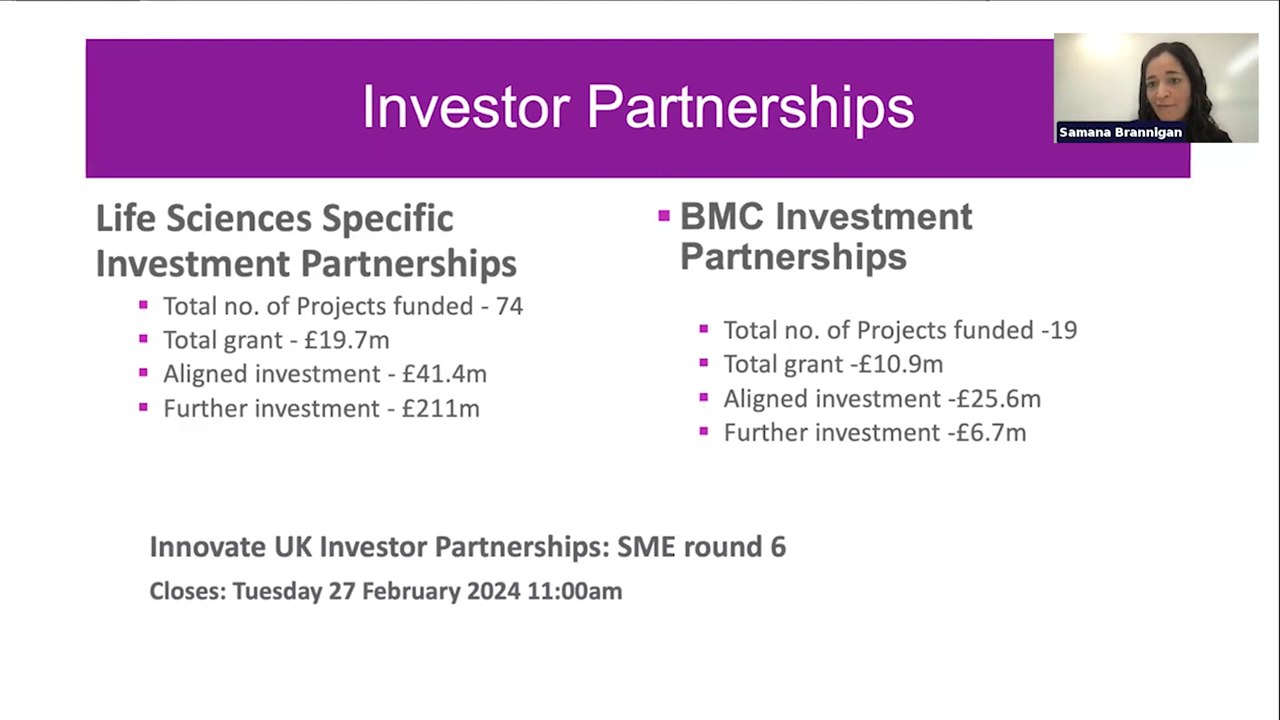 Investor Partnerships
Samana Brannigan
Life Sciences Specific
Investment Partnerships
Total no. of Projects funded - 74
Total grant - £19.7m
Aligned investment - £41.4m
Further investment - £211m
BMC Investment
Partnerships
Total no. of Projects funded -19
Total grant -£10.9m
Aligned investment -£25.6m
Further investment -£6.7m
Innovate UK Investor Partnerships: SME round 6
Closes: Tuesday 27 February 2024 11:00am